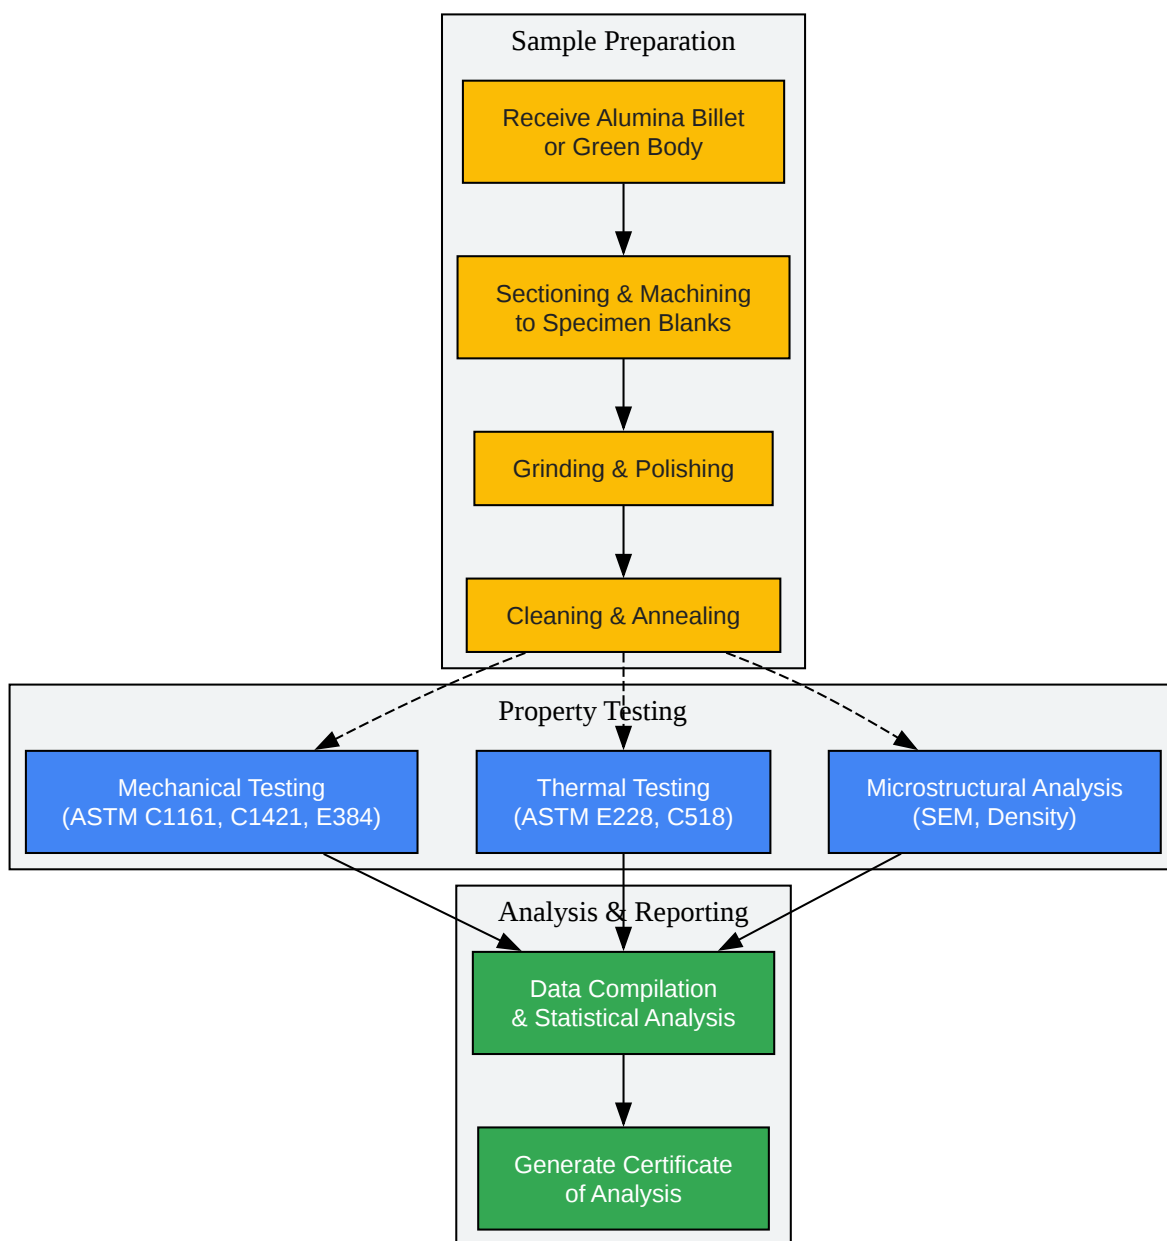 Sample Preparation
Receive Alumina Billet
or Green Body
Sectioning & Machining
to Specimen Blanks
Grinding & Polishing
Cleaning & Annealing
Property Testing
Mechanical Testing
(ASTM C1161, C1421, E384)
Thermal Testing
(ASTM E228, C518)
Microstructural Analysis
(SEM, Density)
Analysis & Reporting
Data Compilation
& Statistical Analysis
Generate Certificate
of Analysis